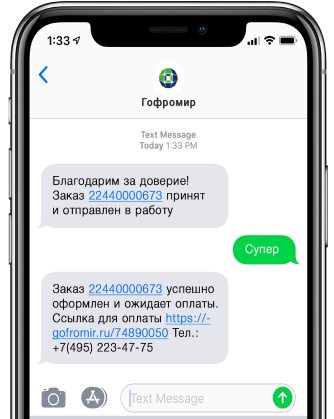 1:33
Гофромир
Text Message
Today 1:33 PM
Благодарим за доверие!
Заказ 22440000673 принят
и отправлен в работу
Супер
Заказ 22440000673 успешно
оформлен и ожидает оплаты.
Ссылка для оплаты https://-
gofromir.ru/74890050 Тел.:
+7(495) 223-47-75
Text Message